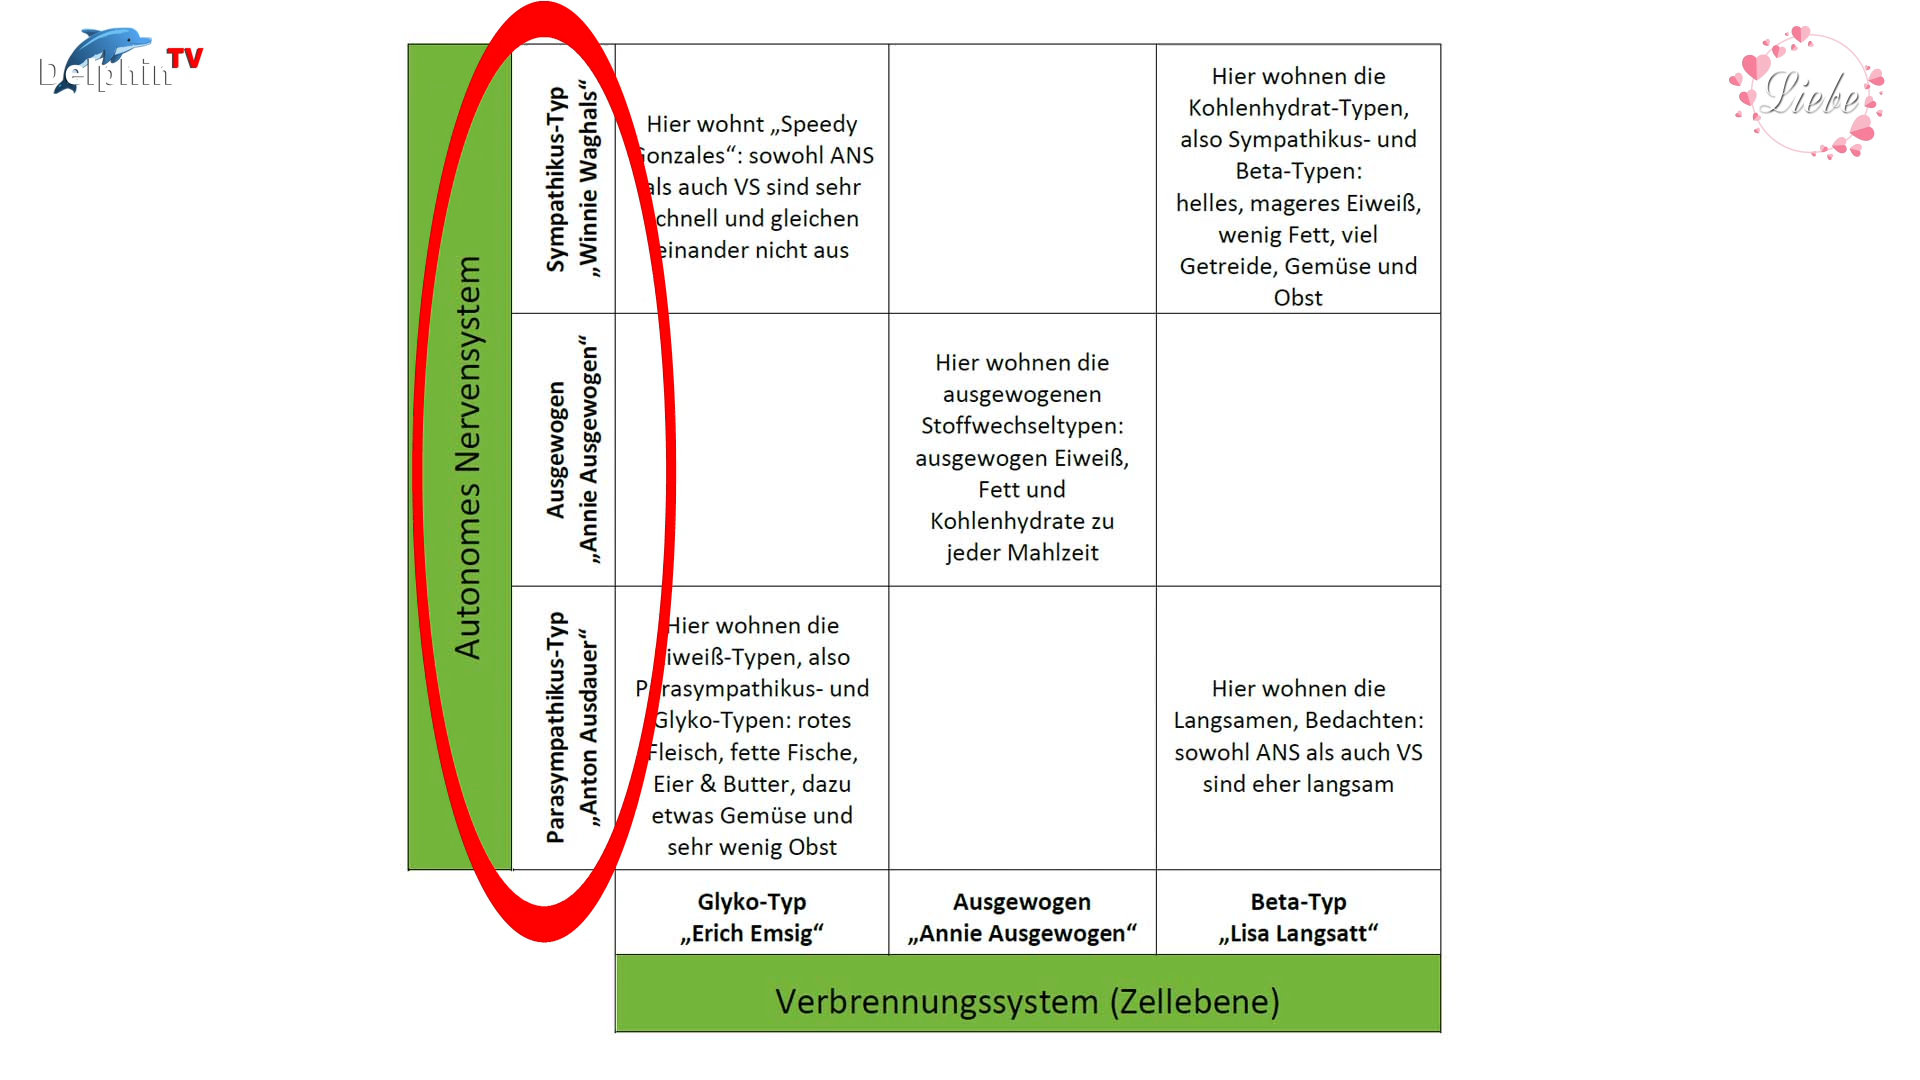 Delphin TV
Liebe
Autonomes Nervensystem
Sympathikus-Typ
„Winnie Waghals“
Hier wohnt „Speedy
Gonzales“: sowohl ANS
als auch VS sind sehr
schnell und gleichen
einander nicht aus
Hier wohnen die
Kohlenhydrat-Typen,
also Sympathikus- und
Beta-Typen:
helles, mageres Eiweiß,
wenig Fett, viel
Getreide, Gemüse und
Obst
Ausgewogen
„Annie Ausgewogen“
Hier wohnen die
ausgewogenen
Stoffwechseltypen:
ausgewogen Eiweiß,
Fett und
Kohlenhydrate zu
jeder Mahlzeit
Parasympathikus-Typ
„Anton Ausdauer“
Hier wohnen die
Eiweiß-Typen, also
Parasympathikus- und
Glyko-Typen: rotes
Fleisch, fette Fische,
Eier & Butter, dazu
etwas Gemüse und
sehr wenig Obst
Hier wohnen die
Langsamen, Bedachten:
sowohl ANS als auch VS
sind eher langsam
Glyko-Typ
„Erich Emsig“
Ausgewogen
„Annie Ausgewogen“
Beta-Typ
„Lisa Langsatt“
Verbrennungssystem (Zellebene)